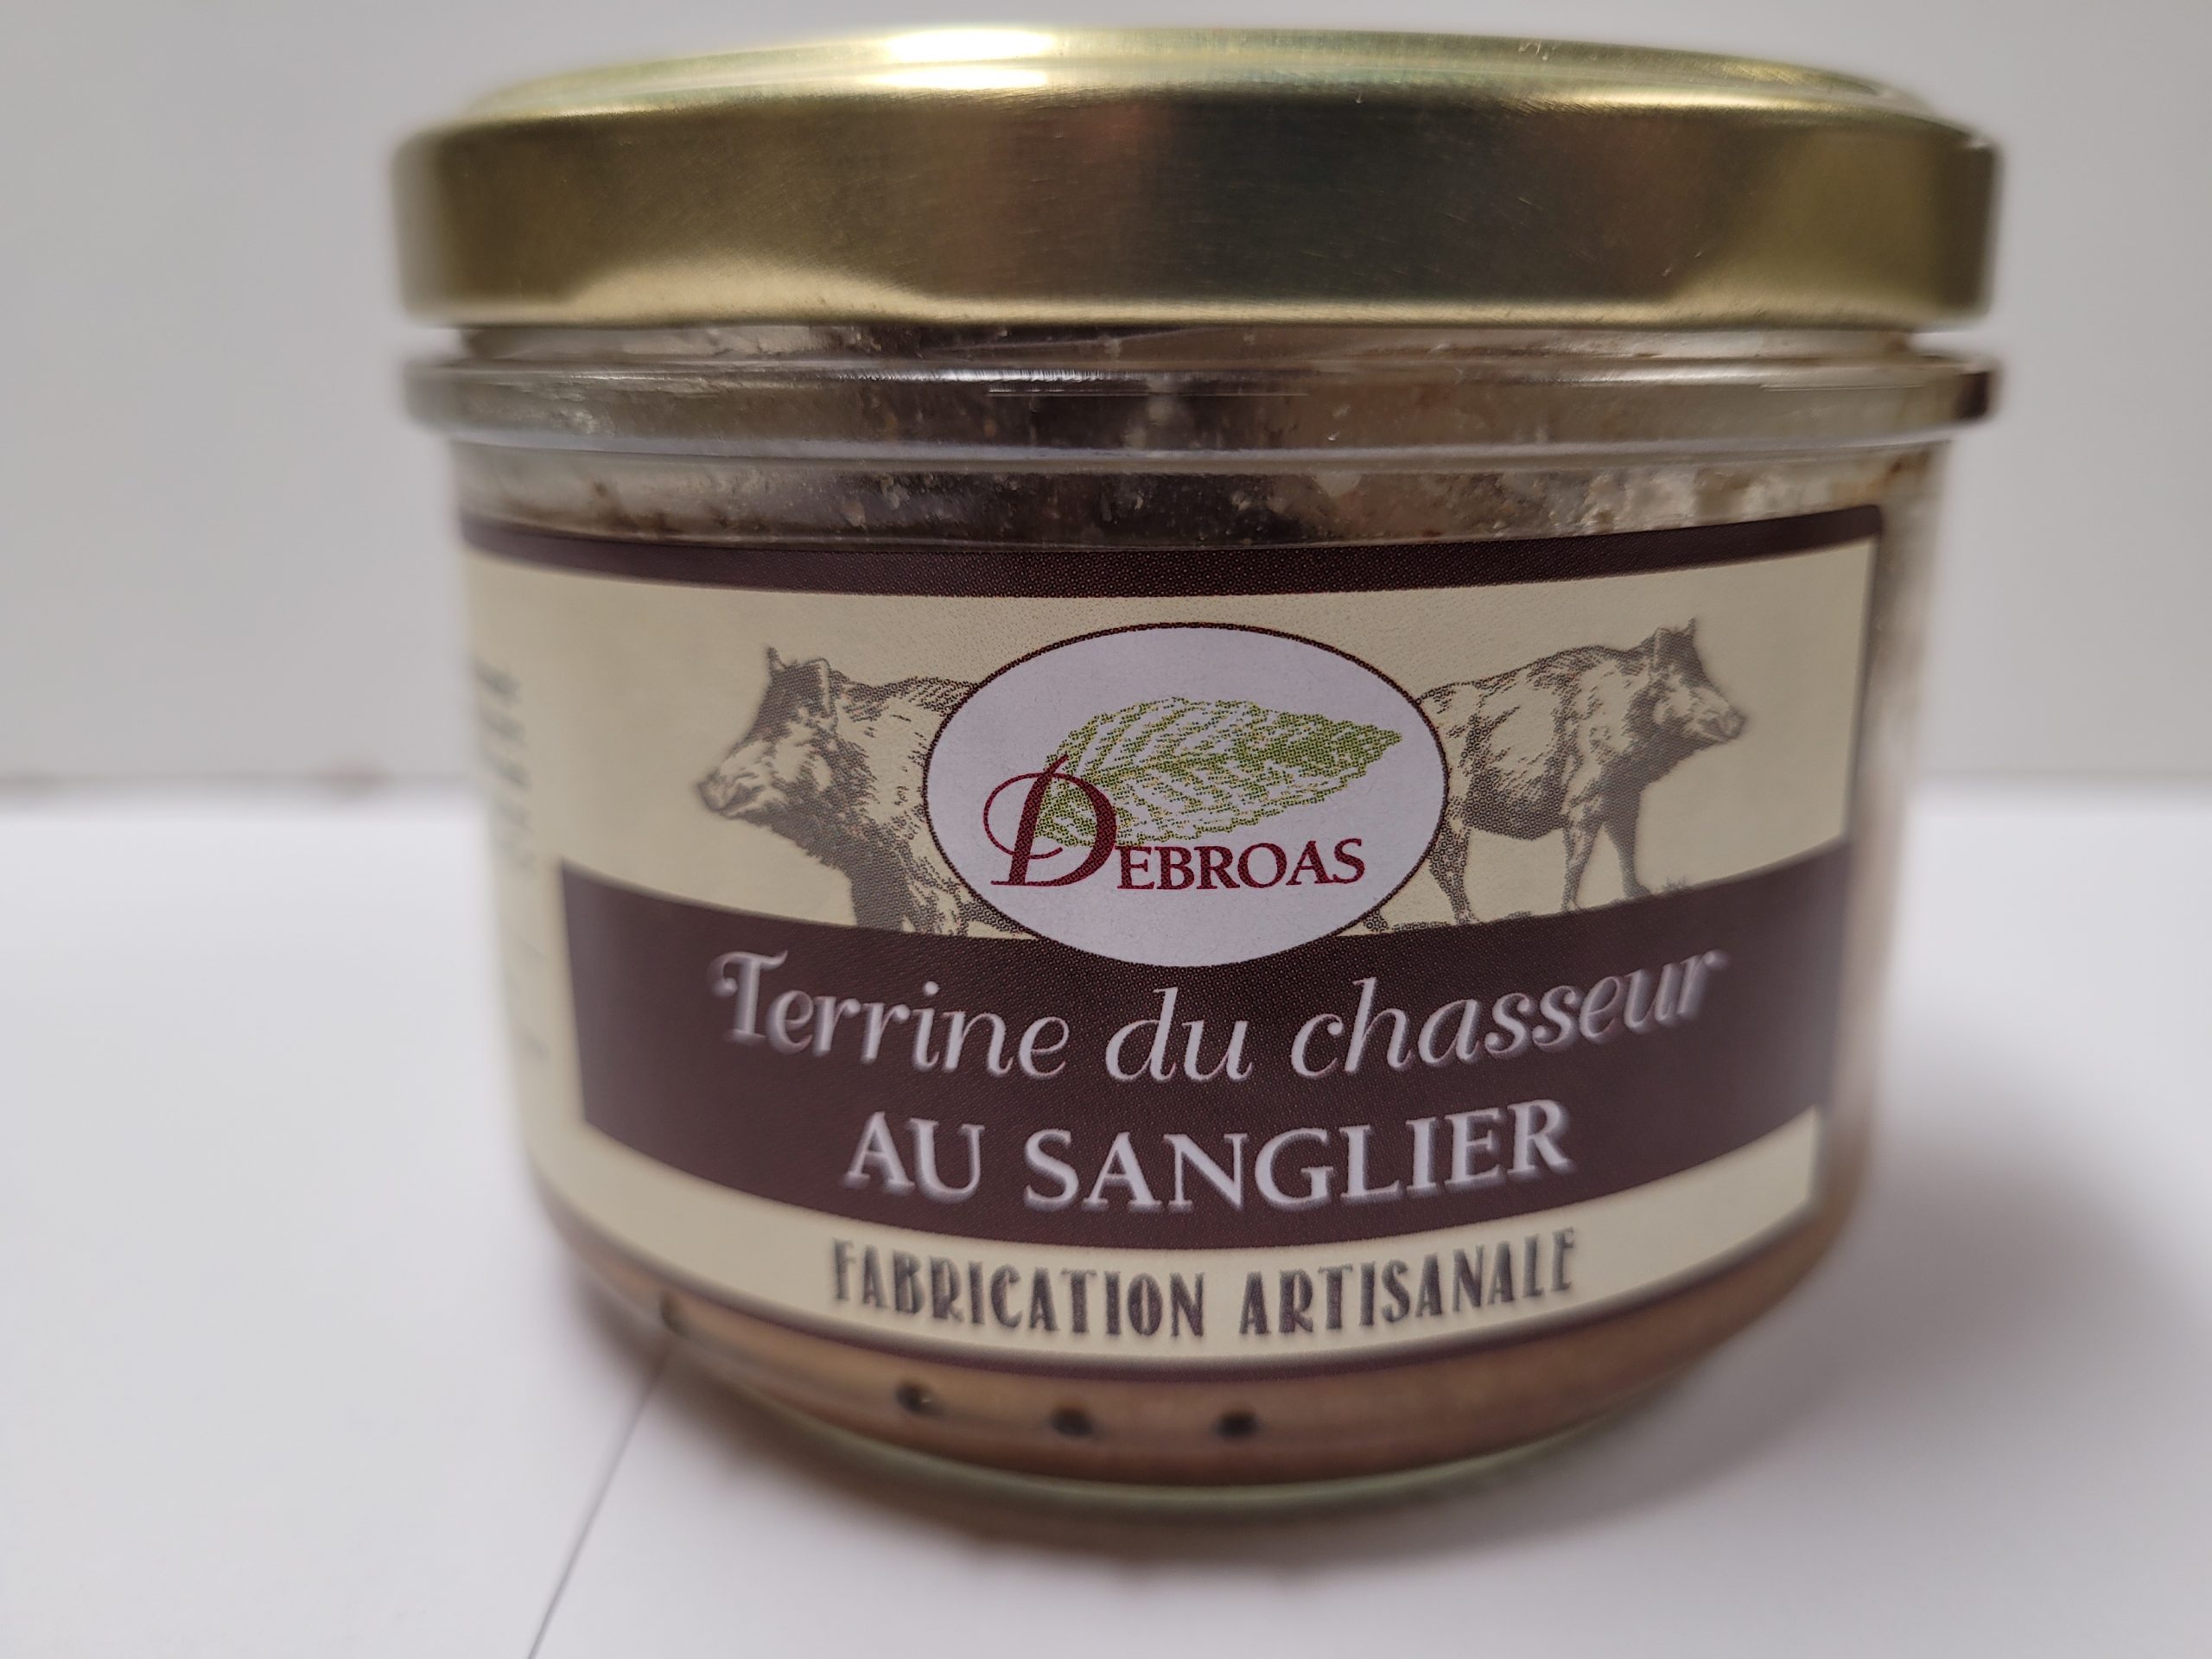 DEBROAS
Terrine du chasseur
AU SANGLIER
FABRICATION ARTISANALE